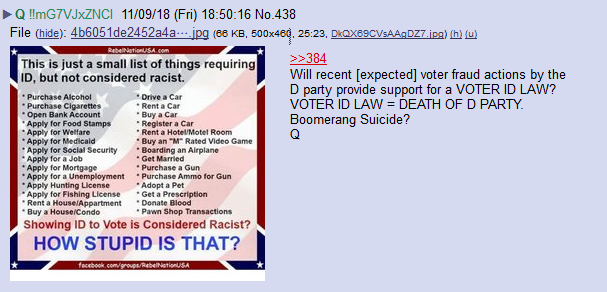 Q !!mG7VJxZNCI 11/09/18 (Fri) 18:50:16 No.438
File (hide): 4b6051de2452a4a⋯.jpg (66 KB, 500x460, 25:23, DkQX69CVsAAgDZ7.jpg) (h) (u)
RebelNationUSA.com
This is just a small list of things requiring
ID, but not considered racist.
* Purchase Alcohol
* Purchase Cigarettes
* Open Bank Account
* Apply for Food Stamps
* Apply for Welfare
* Apply for Medicaid
* Apply for Social Security
* Apply for a Job
* Apply for Mortgage
* Apply for a Unemployment
* Apply Hunting License
* Apply for Fishing License
* Rent a House/Appartment
* Buy a House/Condo
* Drive a Car
* Rent a Car
* Buy a Car
* Register a Car
* Rent a Hotel/Motel Room
* Buy an "M" Rated Video Game
* Boarding an Airplane
* Get Married
* Purchase a Gun
* Purchase Ammo for Gun
* Adopt a Pet
* Get a Prescription
* Donate Blood
* Pawn Shop Transactions
Showing ID to Vote is Considered Racist?
HOW STUPID IS THAT?
facebook.com/groups/RebelNationUSA
>>384
Will recent [expected] voter fraud actions by the
D party provide support for a VOTER ID LAW?
VOTER ID LAW = DEATH OF D PARTY.
Boomerang Suicide?
Q